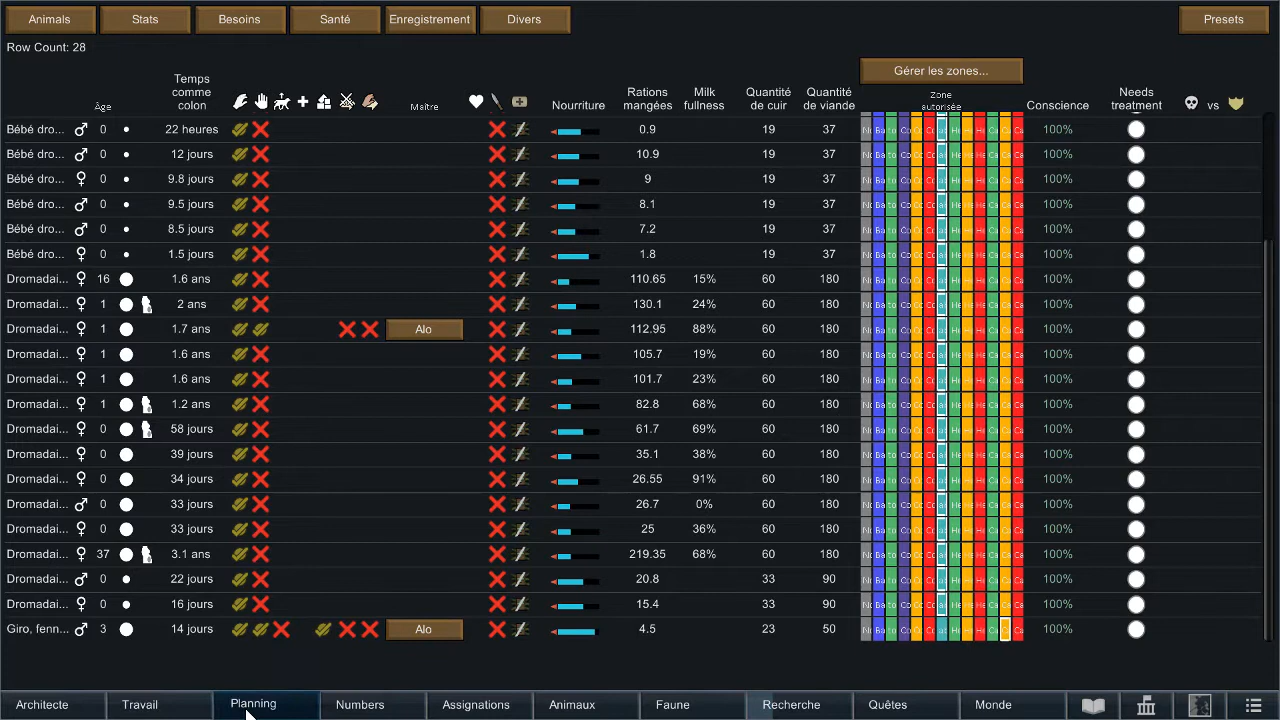 Animals Stats Besoins Santé Enregistrement Divers Presets
Row Count: 28
Gérer les zones...
Âge Temps comme colon Maître Nourriture Rations mangées Milk fullness Quantité de cuir Quantité de viande Zone autorisée Conscience Needs treatment vs
Bébé dro... 0 22 heures 0.9 19 37 100%
Bébé dro... 0 12 jours 10.9 19 37 100%
Bébé dro... 0 9.8 jours 9 19 37 100%
Bébé dro... 0 9.5 jours 8.1 19 37 100%
Bébé dro... 0 8.5 jours 7.2 19 37 100%
Bébé dro... 0 1.5 jours 1.8 19 37 100%
Dromadai... 16 1.6 ans 110.65 15% 60 180 100%
Dromadai... 1 2 ans 130.1 24% 60 180 100%
Dromadai... 1 1.7 ans Alo 112.95 88% 60 180 100%
Dromadai... 1 1.6 ans 105.7 19% 60 180 100%
Dromadai... 1 1.6 ans 101.7 23% 60 180 100%
Dromadai... 1 1.2 ans 82.8 68% 60 180 100%
Dromadai... 0 58 jours 61.7 69% 60 180 100%
Dromadai... 0 39 jours 35.1 38% 60 180 100%
Dromadai... 0 34 jours 26.55 91% 60 180 100%
Dromadai... 0 33 jours 26.7 0% 60 180 100%
Dromadai... 0 33 jours 25 36% 60 180 100%
Dromadai... 37 3.1 ans 219.35 68% 60 180 100%
Dromadai... 0 22 jours 20.8 33 90 100%
Dromadai... 0 16 jours 15.4 33 90 100%
Giro, fenn... 3 14 jours Alo 4.5 23 50 100%
Architecte Travail Planning Numbers Assignations Animaux Faune Recherche Quêtes Monde